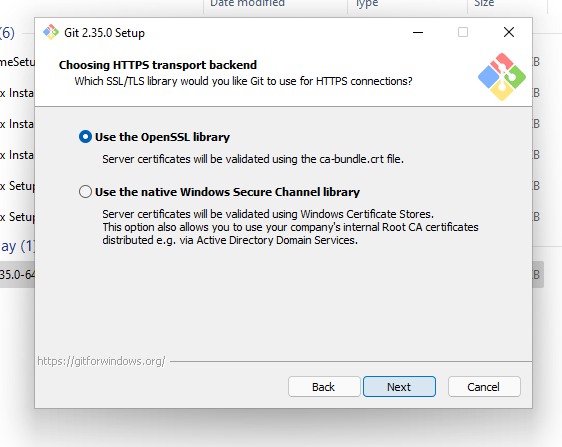 Date modified Type Size
Git 2.35.0 Setup
(6)
Choosing HTTPS transport backend
Which SSL/TLS library would you like Git to use for HTTPS connections?
meSetu
x Insta
x Insta
x Insta
x Setup
x Setup
Use the OpenSSL library
Server certificates will be validated using the ca-bundle.crt file.
Use the native Windows Secure Channel library
Server certificates will be validated using Windows Certificate Stores.
This option also allows you to use your company's internal Root CA certificates
distributed e.g. via Active Directory Domain Services.
ay (1)
35.0-64
https://gitforwindows.org/
Back Next Cancel